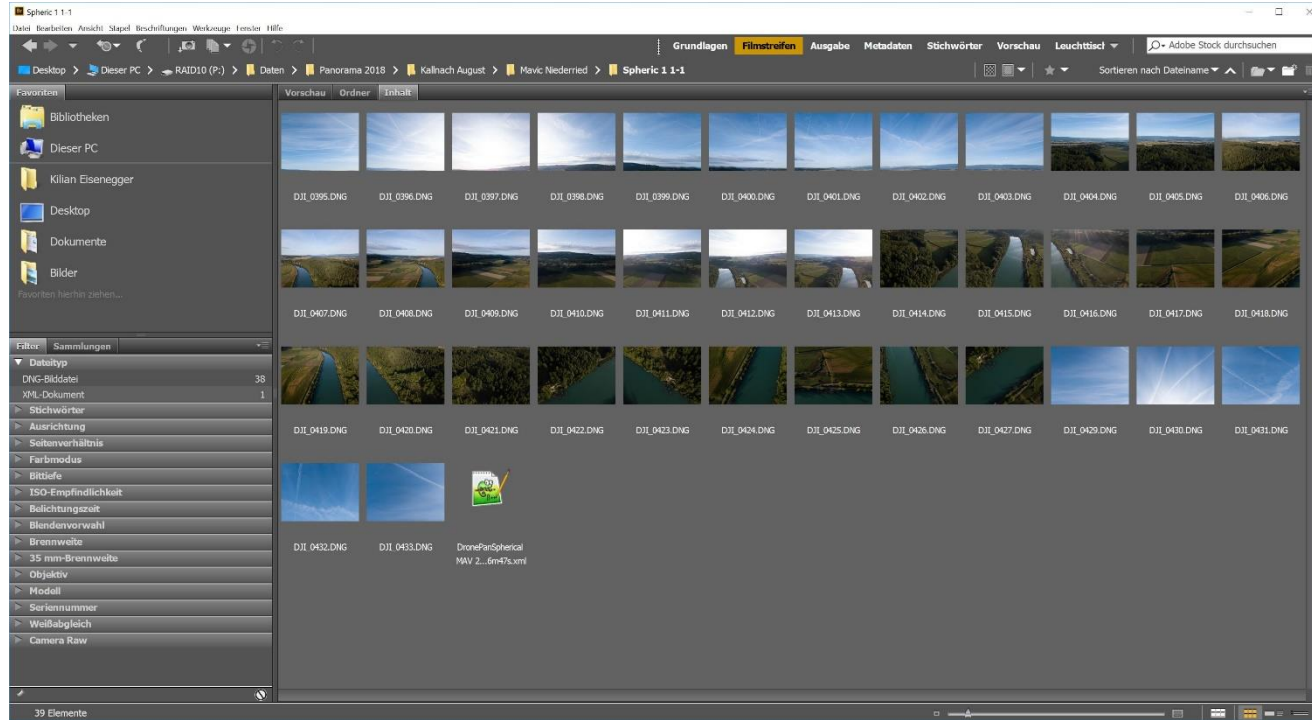 Spheric 1 1-1
Datei Bearbeiten Ansicht Stapel Beschriftungen Werkzeuge Fenster Hilfe
Grundlagen Filmstreifen Ausgabe Metadaten Stichwörter Vorschau Leuchttiscl Adobe Stock durchsuchen
Desktop > Dieser PC > RAID10 (P:) > Daten > Panorama 2018 > Kallnach August > Mavic Niederried > Spheric 1 1-1 Sortieren nach Dateiname
Favoriten Vorschau Ordner Inhalt
Bibliotheken
Dieser PC
Kilian Eisenegger
Desktop
Dokumente
Bilder
Favoriten hierhin ziehen...
Filter Sammlungen
Dateityp
DNG-Bilddatei 38
XML-Dokument 1
Stichwörter
Ausrichtung
Seitenverhältnis
Farbmodus
Bittiefe
ISO-Empfindlichkeit
Belichtungszeit
Blendenvorwahl
Brennweite
35 mm-Brennweite
Objektiv
Modell
Seriennummer
Weißabgleich
Camera Raw
DJI_0395.DNG DJI_0396.DNG DJI_0397.DNG DJI_0398.DNG DJI_0399.DNG DJI_0400.DNG DJI_0401.DNG DJI_0402.DNG DJI_0403.DNG DJI_0404.DNG DJI_0405.DNG DJI_0406.DNG
DJI_0407.DNG DJI_0408.DNG DJI_0409.DNG DJI_0410.DNG DJI_0411.DNG DJI_0412.DNG DJI_0413.DNG DJI_0414.DNG DJI_0415.DNG DJI_0416.DNG DJI_0417.DNG DJI_0418.DNG
DJI_0419.DNG DJI_0420.DNG DJI_0421.DNG DJI_0422.DNG DJI_0423.DNG DJI_0424.DNG DJI_0425.DNG DJI_0426.DNG DJI_0427.DNG DJI_0429.DNG DJI_0430.DNG DJI_0431.DNG
DJI_0432.DNG DJI_0433.DNG DronePanSpherical
MAV 2...6m47s.xml
39 Elemente